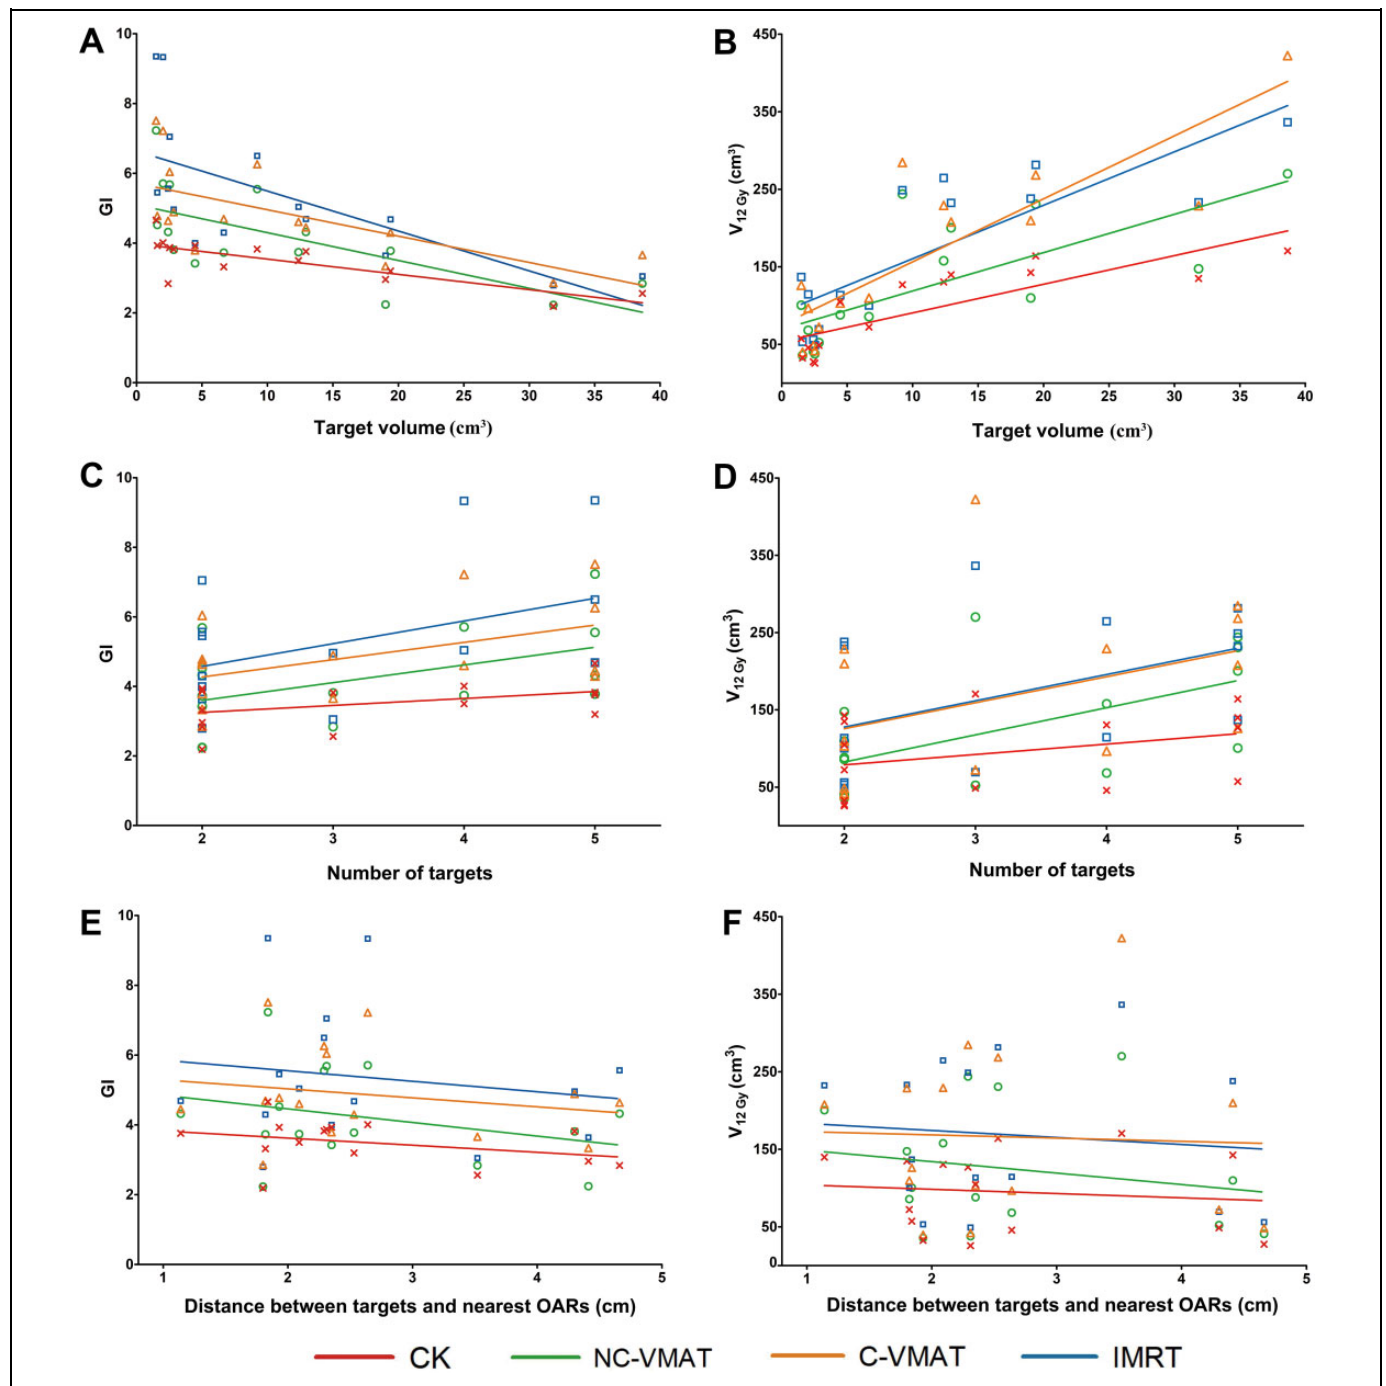 A
10
8
6
4
2
0
GI
0 5 10 15 20 25 30 35 40
Target volume (cm³)
B
450
350
250
150
50
V12 Gy (cm³)
0 5 10 15 20 25 30 35 40
Target volume (cm³)
C
10
8
6
4
2
0
GI
2 3 4 5
Number of targets
D
450
350
250
150
50
V12 Gy (cm³)
2 3 4 5
Number of targets
E
10
8
6
4
2
0
GI
1 2 3 4 5
Distance between targets and nearest OARs (cm)
F
450
350
250
150
50
0
V12 Gy (cm³)
1 2 3 4 5
Distance between targets and nearest OARs (cm)
CK NC-VMAT C-VMAT IMRT